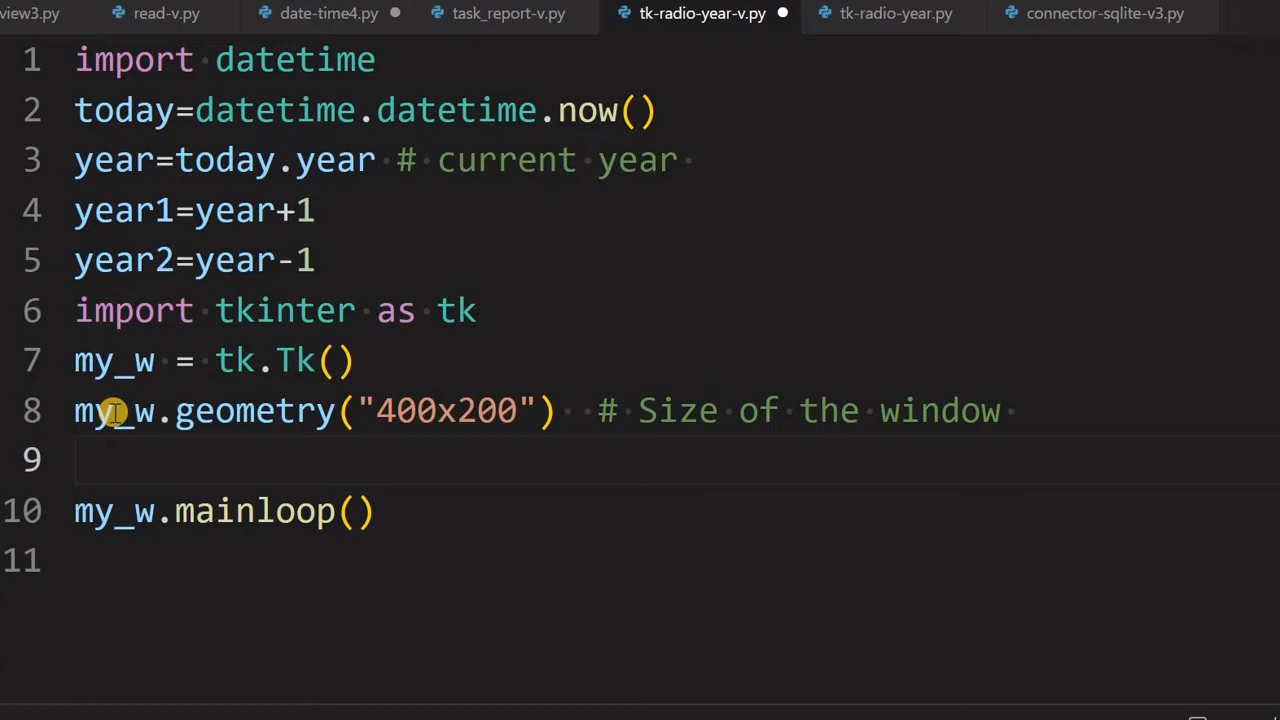 view3.py read-v.py date-time4.py task_report-v.py tk-radio-year-v.py tk-radio-year.py connector-sqlite-v3.py
1 import datetime
2 today=datetime.datetime.now()
3 year=today.year # current year
4 year1=year+1
5 year2=year-1
6 import tkinter as tk
7 my_w = tk.Tk()
8 my_w.geometry("400x200")  # Size of the window
9
10 my_w.mainloop()
11